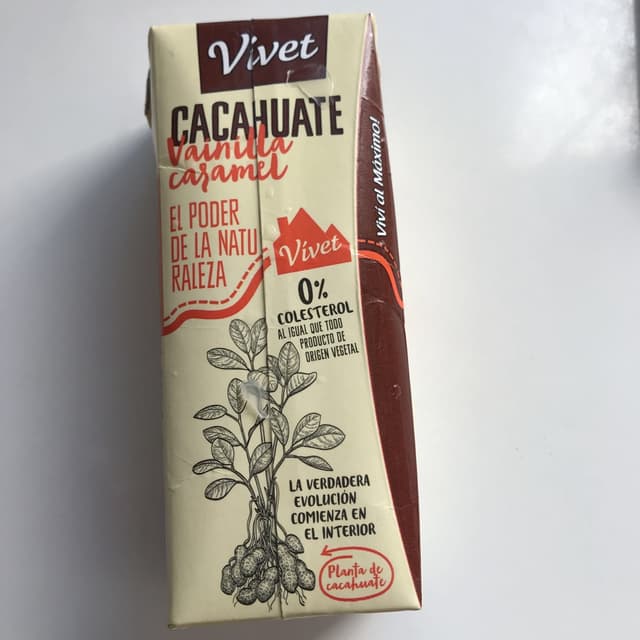 Vivet
CACAHUATE
Vainilla
caramel
EL PODER
DE LA NATU
RALEZA
Viví al Máximo!
Vivet
0%
COLESTEROL
AL IGUAL QUE TODO
PRODUCTO DE
ORIGEN VEGETAL
LA VERDADERA
EVOLUCIÓN
COMIENZA EN
EL INTERIOR
Planta de
cacahuate